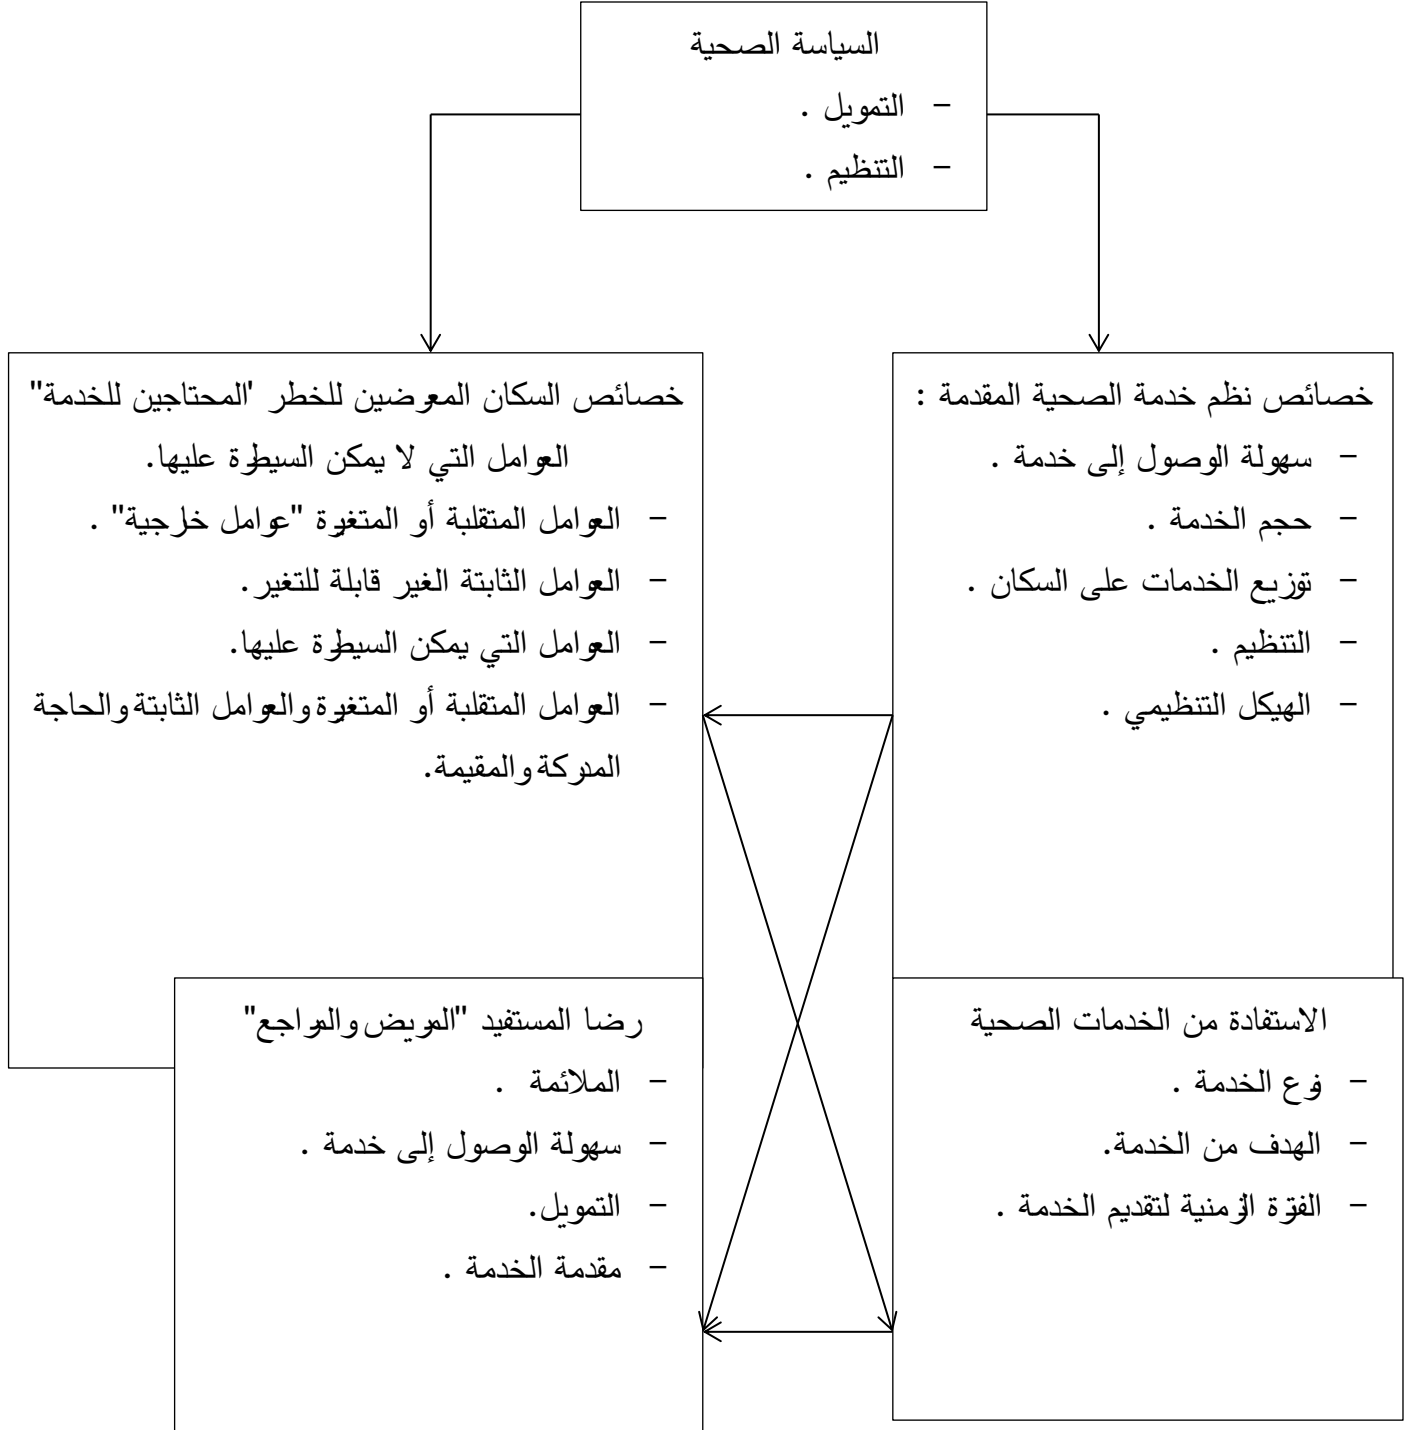 السياسة الصحية
- التمويل .
- التنظيم .
خصائص نظم خدمة الصحية المقدمة :
- سهولة الوصول إلى خدمة .
- حجم الخدمة .
- توزيع الخدمات على السكان .
- التنظيم .
- الهيكل التنظيمي .
خصائص السكان المعرضين للخطر "المحتاجين للخدمة"
العوامل التي لا يمكن السيطرة عليها.
- العوامل المتقلبة أو المتغيرة "عوامل خارجية" .
- العوامل الثابتة الغير قابلة للتغير.
- العوامل التي يمكن السيطرة عليها.
- العوامل المتقلبة أو المتغيرة والعوامل الثابتة والحاجة
المدركة والمقيمة.
الاستفادة من الخدمات الصحية
- نوع الخدمة .
- الهدف من الخدمة.
- الفترة الزمنية لتقديم الخدمة .
رضا المستفيد "المريض والمراجع"
- الملائمة .
- سهولة الوصول إلى خدمة .
- التمويل.
- مقدمة الخدمة .